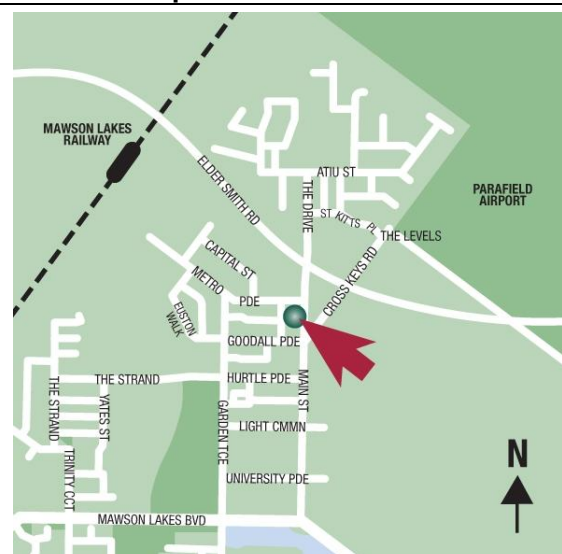 MAWSON LAKES
RAILWAY
ELDER SMITH RD
ATIU ST
THE DRIVE
ST KITTS PL
THE LEVELS
PARAFIELD
AIRPORT
CAPITAL ST
METRO
PDE
CROSS KEYS RD
EUSTON
WALK
GOODALL PDE
THE STRAND
HURTLE PDE
MAIN ST
THE STRAND
YATES ST
GARDEN TCE
LIGHT CMMN
TRINITY CCT
UNIVERSITY PDE
MAWSON LAKES BVD
N